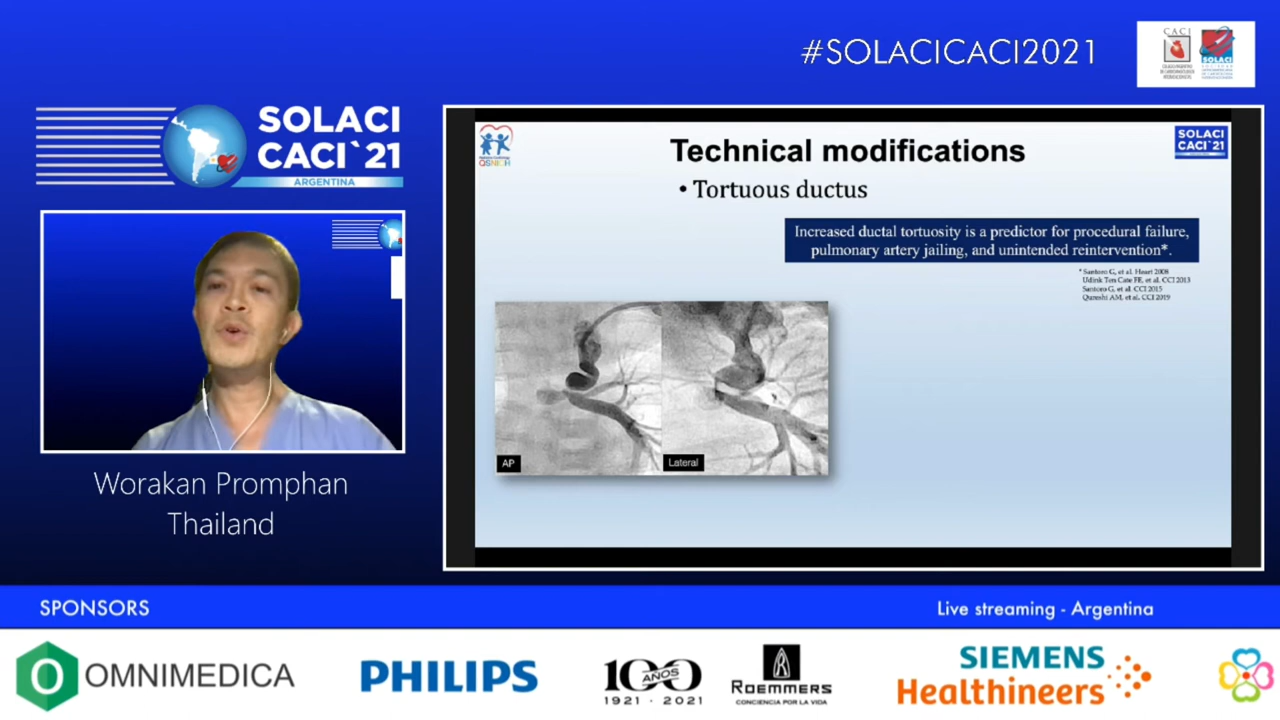 #SOLACICACI2021
CACI
SOLACI
SOLACI
CACI`21
ARGENTINA
QSNICH
SOLACI
CACI`21
Technical modifications
• Tortuous ductus
Increased ductal tortuosity is a predictor for procedural failure,
pulmonary artery jailing, and unintended reintervention*.
* Santoro G, et al. Heart 2008
Udink Ten Cate FE, et al. CCI 2013
Santoro G, et al. CCI 2015
Qureshi AM, et al. CCI 2019
AP
Lateral
Worakan Promphan
Thailand
SPONSORS
Live streaming - Argentina
OMNIMEDICA
PHILIPS
100
AÑOS
1921 · 2021
ROEMMERS
CONCIENCIA POR LA VIDA
SIEMENS
Healthineers